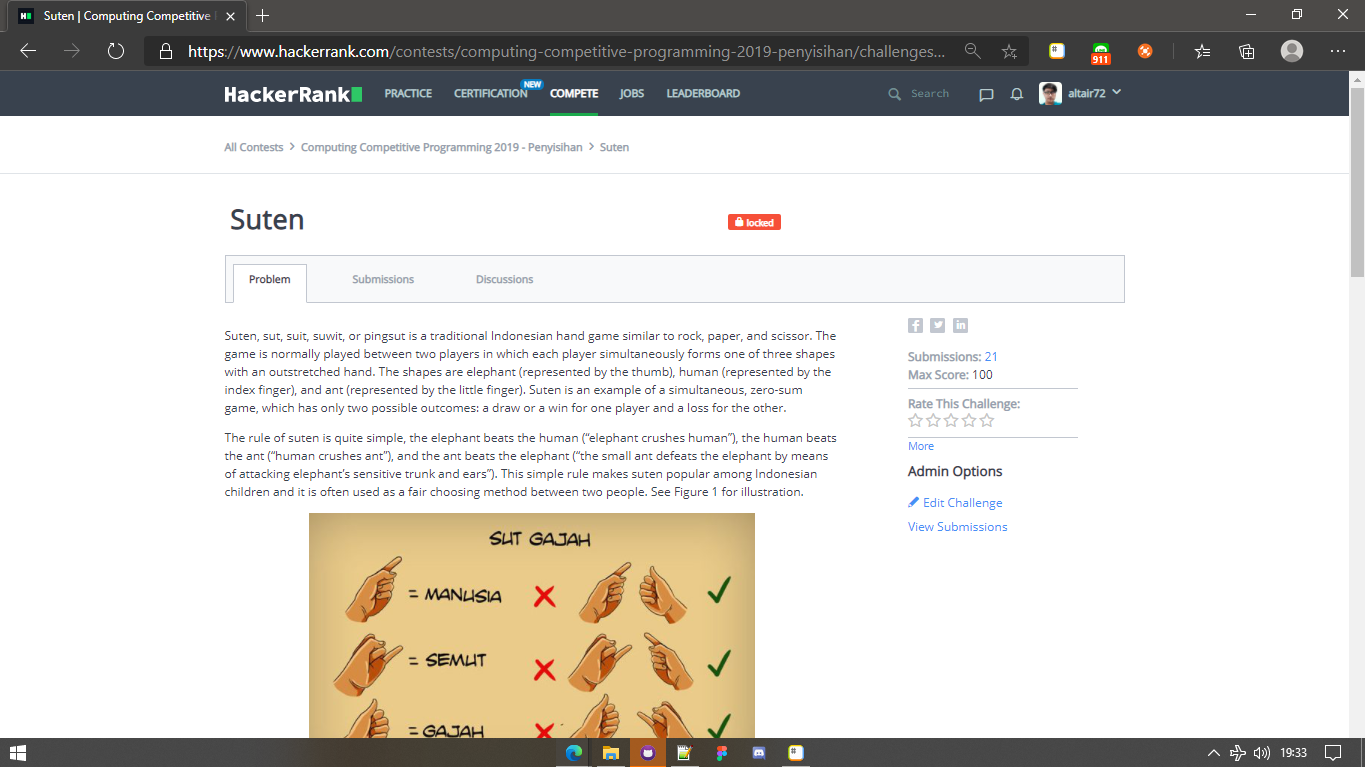 Suten | Computing Competitive
https://www.hackerrank.com/contests/computing-competitive-programming-2019-penyisihan/challenges...
911
HackerRank
PRACTICE
CERTIFICATION
NEW
COMPETE
JOBS
LEADERBOARD
Search
altair72
All Contests > Computing Competitive Programming 2019 - Penyisihan > Suten
Suten
locked
Problem
Submissions
Discussions
Suten, sut, suit, suwit, or pingsut is a traditional Indonesian hand game similar to rock, paper, and scissor. The
game is normally played between two players in which each player simultaneously forms one of three shapes
with an outstretched hand. The shapes are elephant (represented by the thumb), human (represented by the
index finger), and ant (represented by the little finger). Suten is an example of a simultaneous, zero-sum
game, which has only two possible outcomes: a draw or a win for one player and a loss for the other.
The rule of suten is quite simple, the elephant beats the human (“elephant crushes human”), the human beats
the ant (“human crushes ant”), and the ant beats the elephant (“the small ant defeats the elephant by means
of attacking elephant’s sensitive trunk and ears”). This simple rule makes suten popular among Indonesian
children and it is often used as a fair choosing method between two people. See Figure 1 for illustration.
SUT GAJAH
= MANUSIA
= SEMUT
= GAJAH
Submissions: 21
Max Score: 100
Rate This Challenge:
More
Admin Options
Edit Challenge
View Submissions
19:33